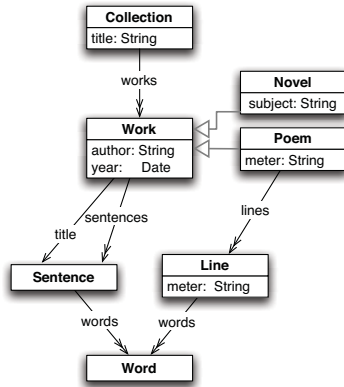 Collection
title: String
works
Novel
subject: String
Work
author: String
year: Date
Poem
meter: String
sentences
title
lines
Sentence
Line
meter: String
words
words
Word